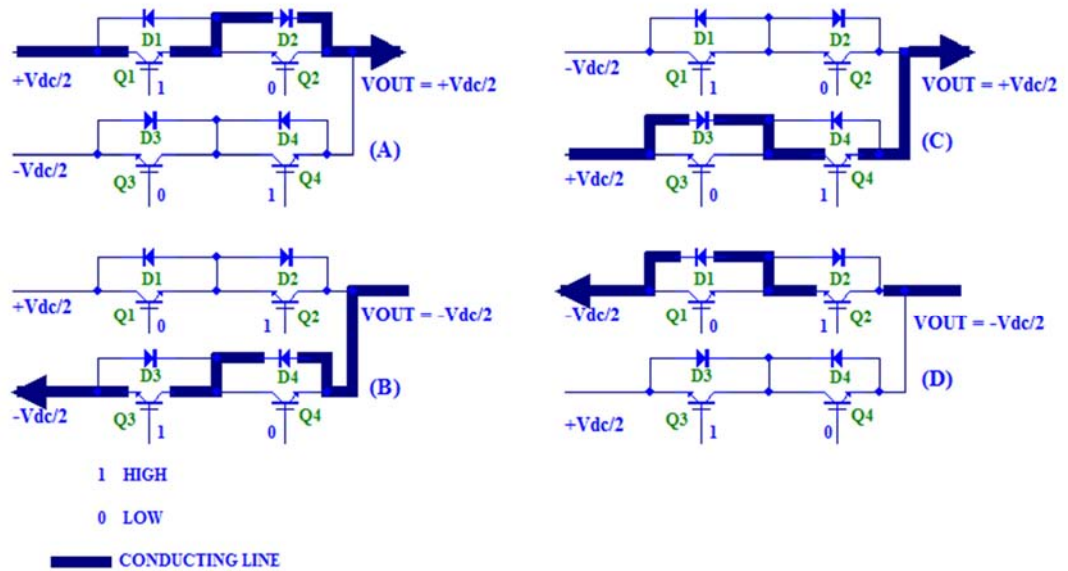 D1 D2
+Vdc/2 Q1 1 0 Q2 VOUT = +Vdc/2
D3 D4 (A)
-Vdc/2 Q3 0 1 Q4
D1 D2
-Vdc/2 Q1 1 0 Q2 VOUT = +Vdc/2
D3 D4 (C)
+Vdc/2 Q3 0 1 Q4
D1 D2
+Vdc/2 Q1 0 1 Q2 VOUT = -Vdc/2
D3 D4 (B)
-Vdc/2 Q3 1 0 Q4
D1 D2
-Vdc/2 Q1 0 1 Q2 VOUT = -Vdc/2
D3 D4 (D)
+Vdc/2 Q3 1 0 Q4
1 HIGH
0 LOW
CONDUCTING LINE